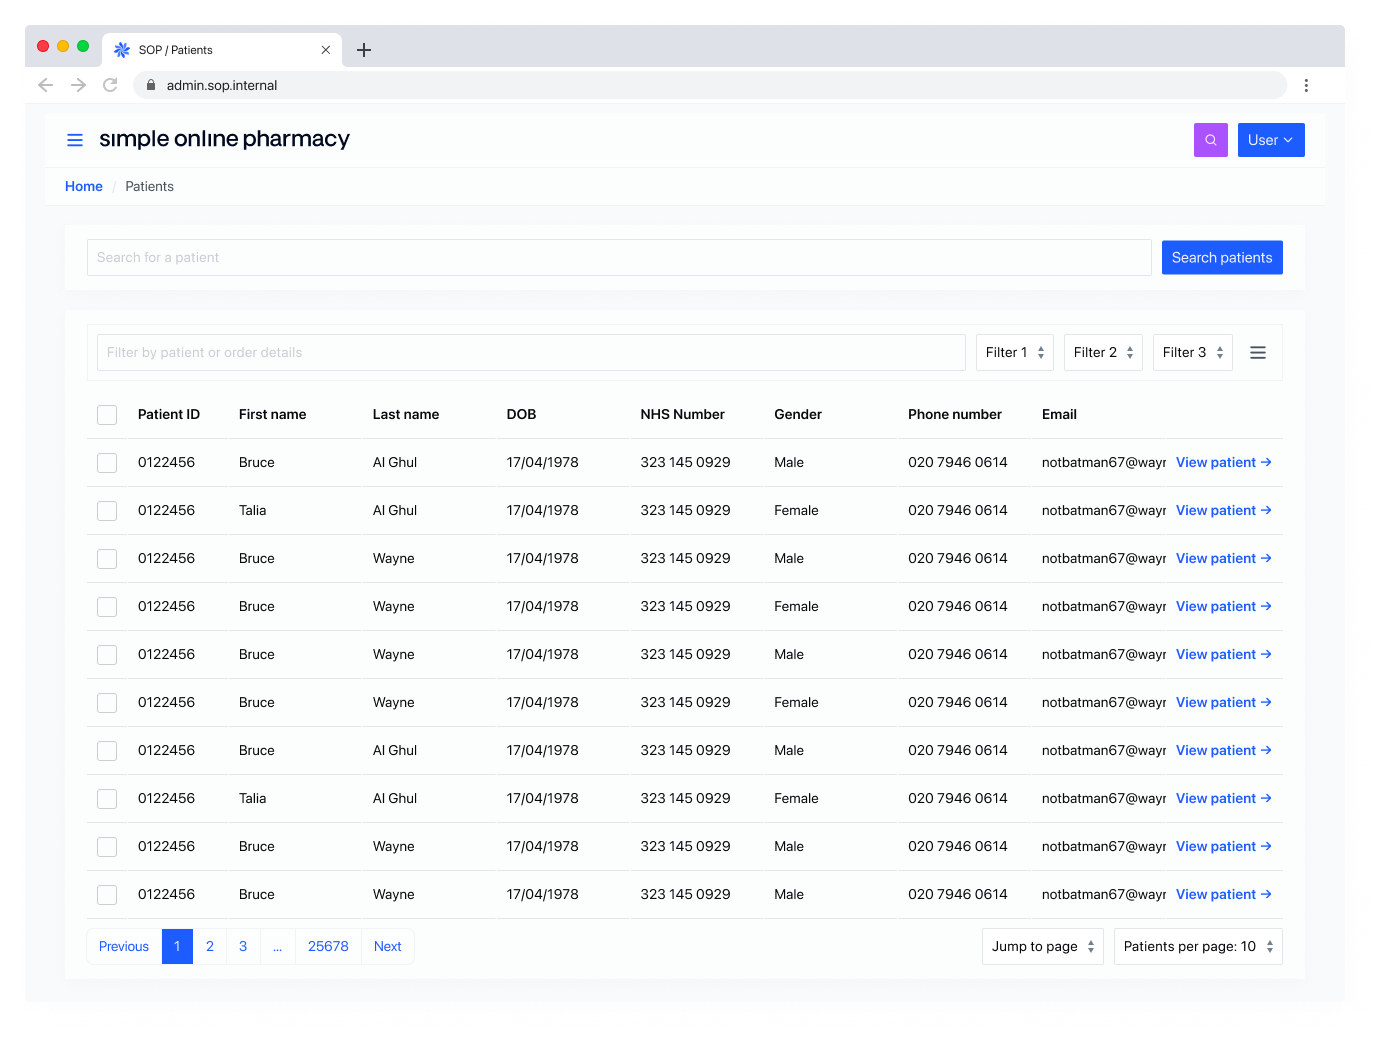 SOP / Patients
admin.sop.internal
simple online pharmacy
User
Home / Patients
Search for a patient
Search patients
Filter by patient or order details
Filter 1
Filter 2
Filter 3
Patient ID First name Last name DOB NHS Number Gender Phone number Email
0122456 Bruce Al Ghul 17/04/1978 323 145 0929 Male 020 7946 0614 notbatman67@wayr View patient →
0122456 Talia Al Ghul 17/04/1978 323 145 0929 Female 020 7946 0614 notbatman67@wayr View patient →
0122456 Bruce Wayne 17/04/1978 323 145 0929 Male 020 7946 0614 notbatman67@wayr View patient →
0122456 Bruce Wayne 17/04/1978 323 145 0929 Female 020 7946 0614 notbatman67@wayr View patient →
0122456 Bruce Wayne 17/04/1978 323 145 0929 Male 020 7946 0614 notbatman67@wayr View patient →
0122456 Bruce Wayne 17/04/1978 323 145 0929 Female 020 7946 0614 notbatman67@wayr View patient →
0122456 Bruce Al Ghul 17/04/1978 323 145 0929 Male 020 7946 0614 notbatman67@wayr View patient →
0122456 Talia Al Ghul 17/04/1978 323 145 0929 Female 020 7946 0614 notbatman67@wayr View patient →
0122456 Bruce Wayne 17/04/1978 323 145 0929 Male 020 7946 0614 notbatman67@wayr View patient →
0122456 Bruce Wayne 17/04/1978 323 145 0929 Male 020 7946 0614 notbatman67@wayr View patient →
Previous 1 2 3 ... 25678 Next
Jump to page
Patients per page: 10